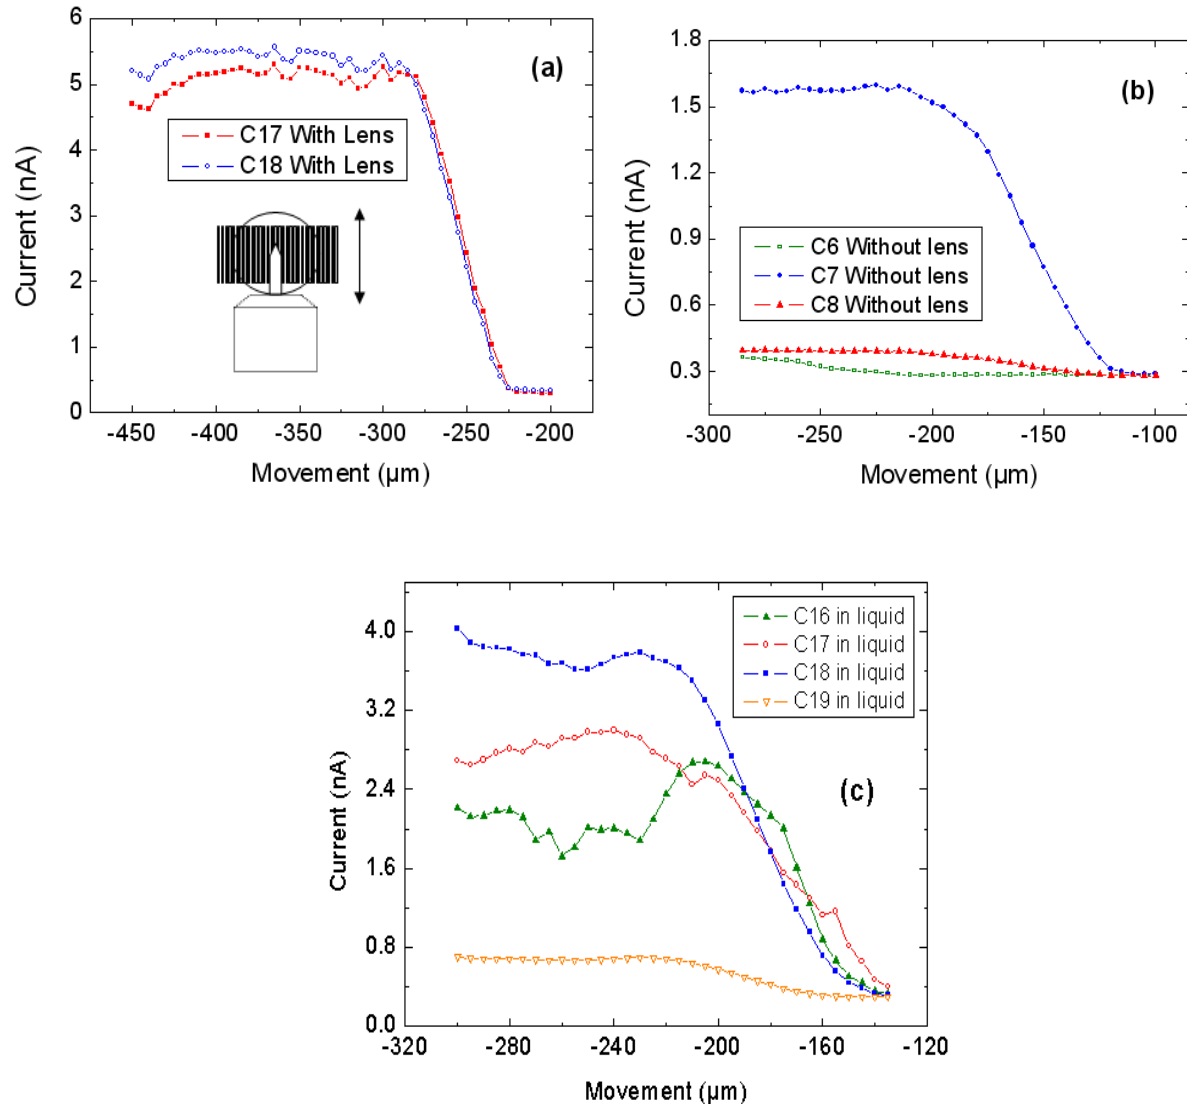 6
5
4
3
2
1
0
Current (nA)
(a)
C17 With Lens
C18 With Lens
-450
-400
-350
-300
-250
-200
Movement (µm)
1.8
1.5
1.2
0.9
0.6
0.3
Current (nA)
(b)
C6 Without lens
C7 Without lens
C8 Without lens
-300
-250
-200
-150
-100
Movement (µm)
4.0
3.2
2.4
1.6
0.8
0.0
Current (nA)
C16 in liquid
C17 in liquid
C18 in liquid
C19 in liquid
(c)
-320
-280
-240
-200
-160
-120
Movement (µm)